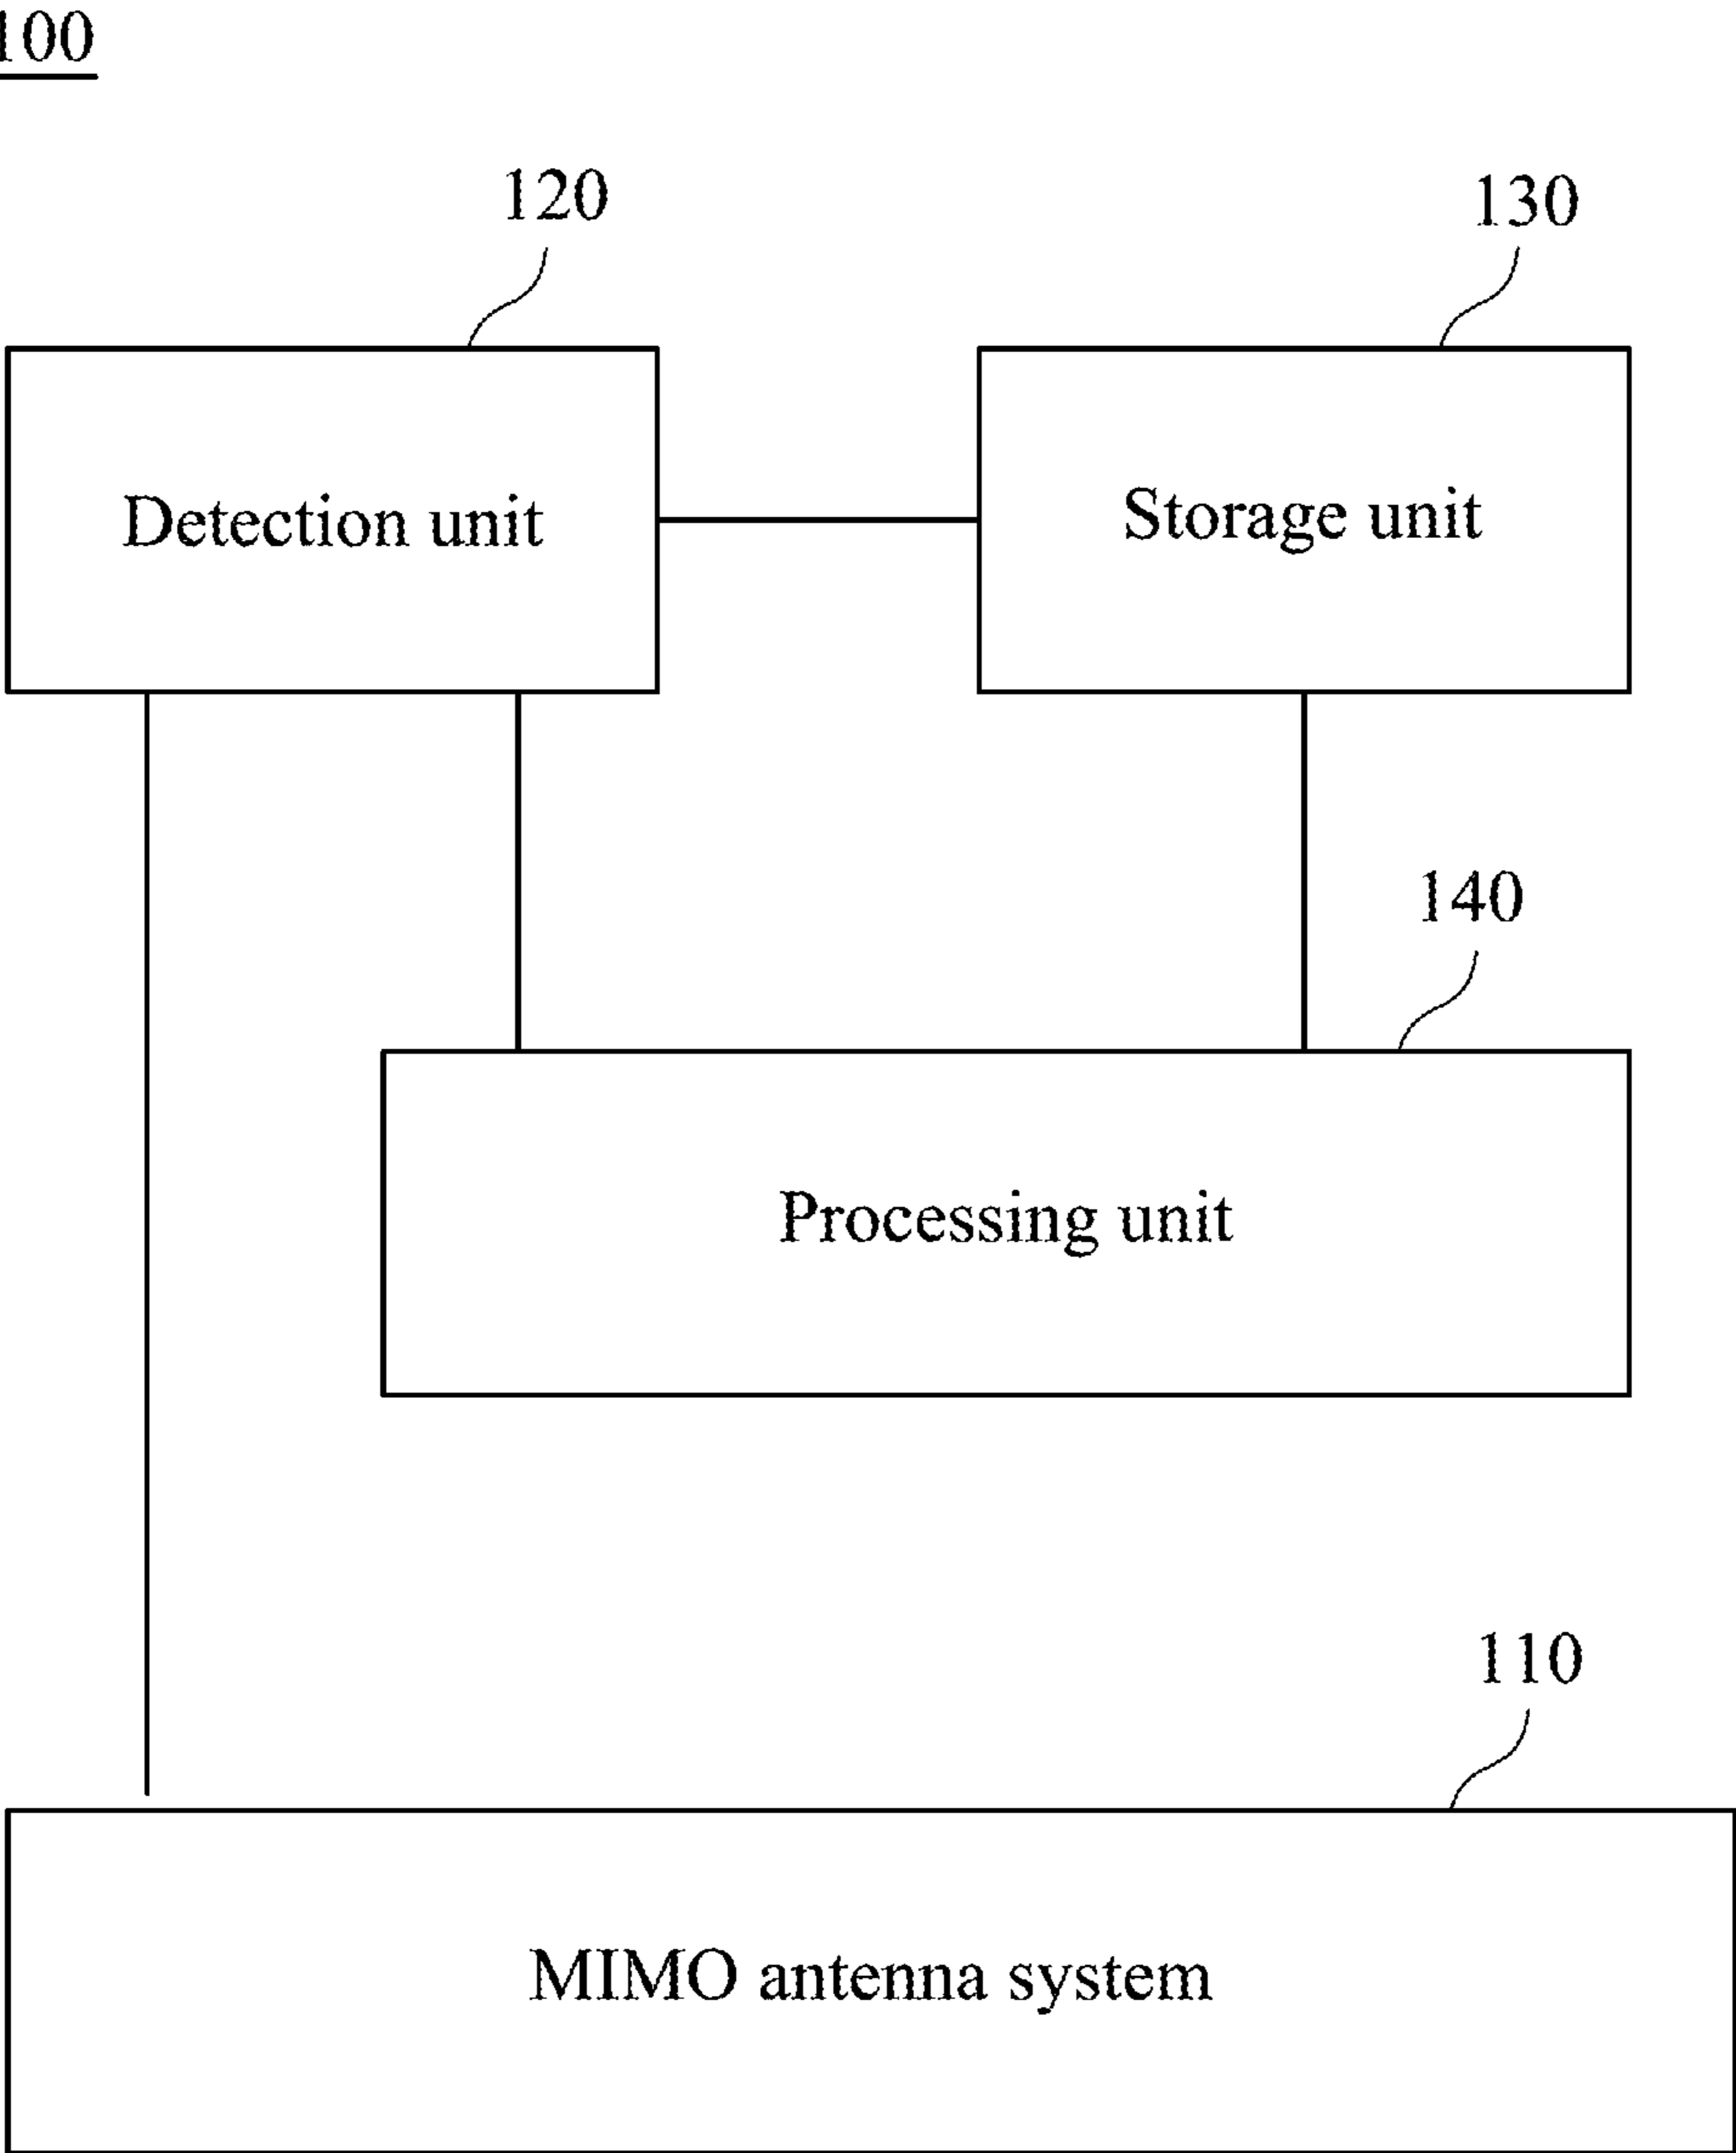 100
120
130
Detection unit
Storage unit
140
Processing unit
110
MIMO antenna system